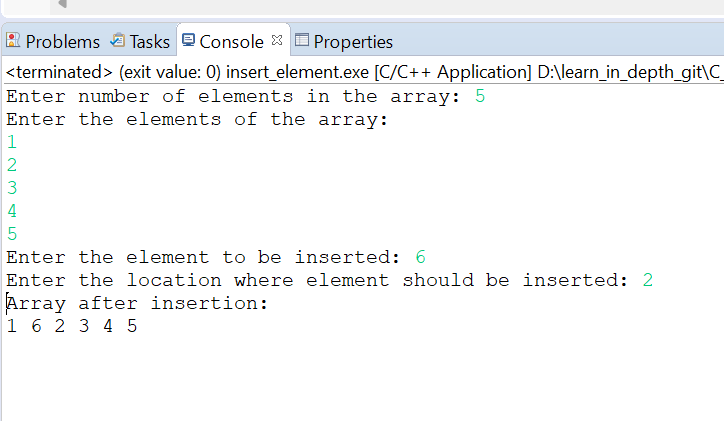 Problems Tasks Console Properties
<terminated> (exit value: 0) insert_element.exe [C/C++ Application] D:\learn_in_depth_git\C_
Enter number of elements in the array: 5
Enter the elements of the array:
1
2
3
4
5
Enter the element to be inserted: 6
Enter the location where element should be inserted: 2
Array after insertion:
1 6 2 3 4 5